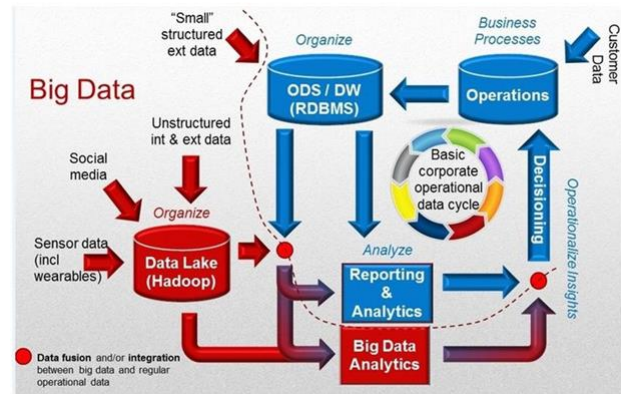 “Small”
structured
ext data
Organize
Business
Processes
Customer
Data
Big Data
ODS / DW
(RDBMS)
Operations
Unstructured
int & ext data
Social
media
Organize
Basic
corporate
operational
data cycle
Decisioning
Operationalize Insights
Sensor data
(incl
wearables)
Data Lake
(Hadoop)
Analyze
Reporting
&
Analytics
Big Data
Analytics
Data fusion and/or integration
between big data and regular
operational data